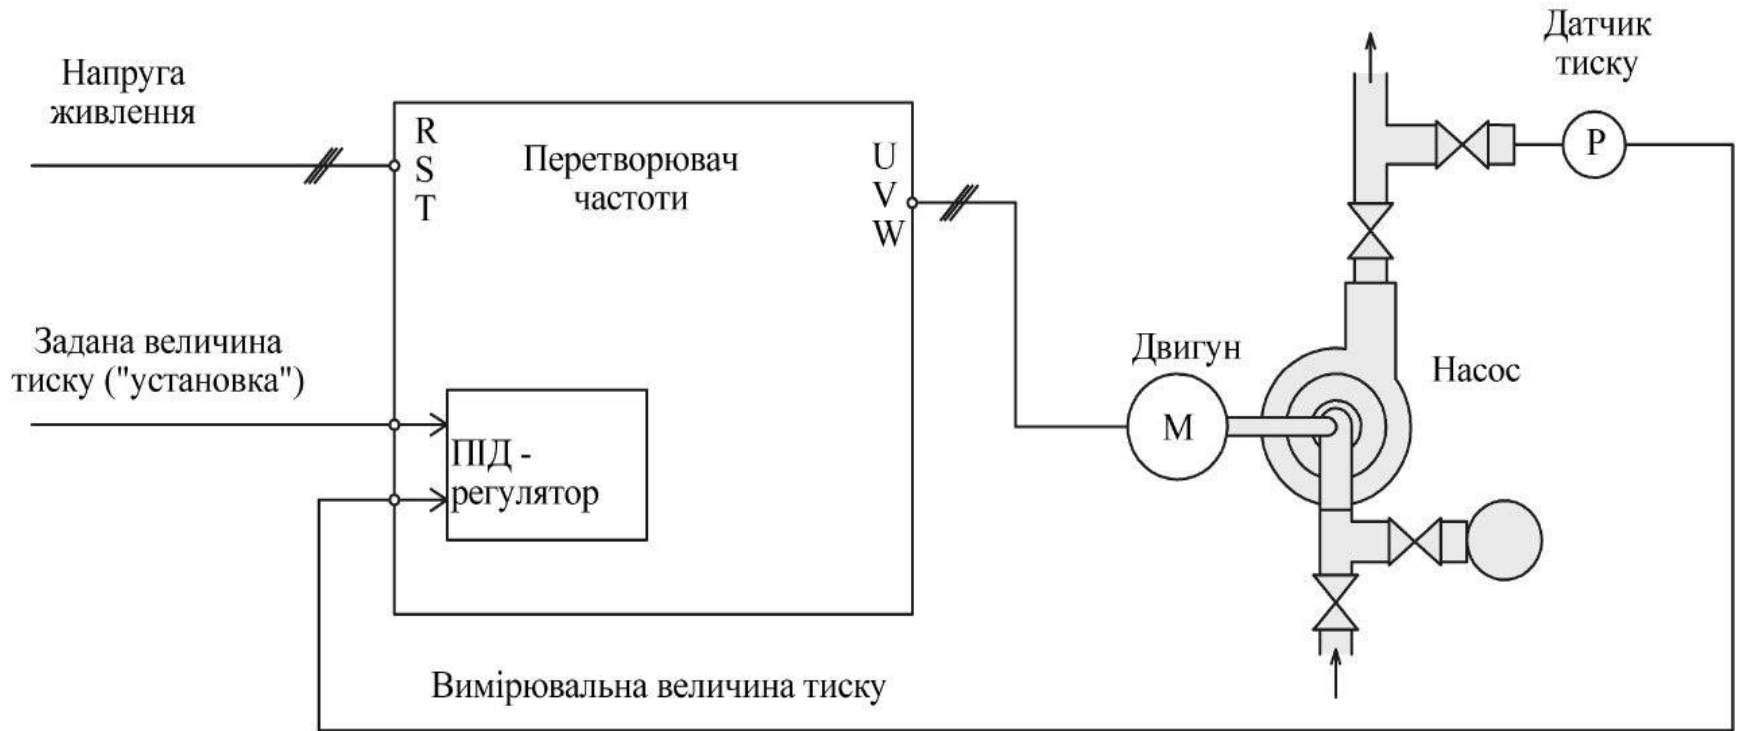 Напруга
живлення
R
S
T
Перетворювач
частоти
U
V
W
Датчик
тиску
P
Задана величина
тиску ("установка")
ПІД -
регулятор
Двигун
M
Насос
Вимірювальна величина тиску